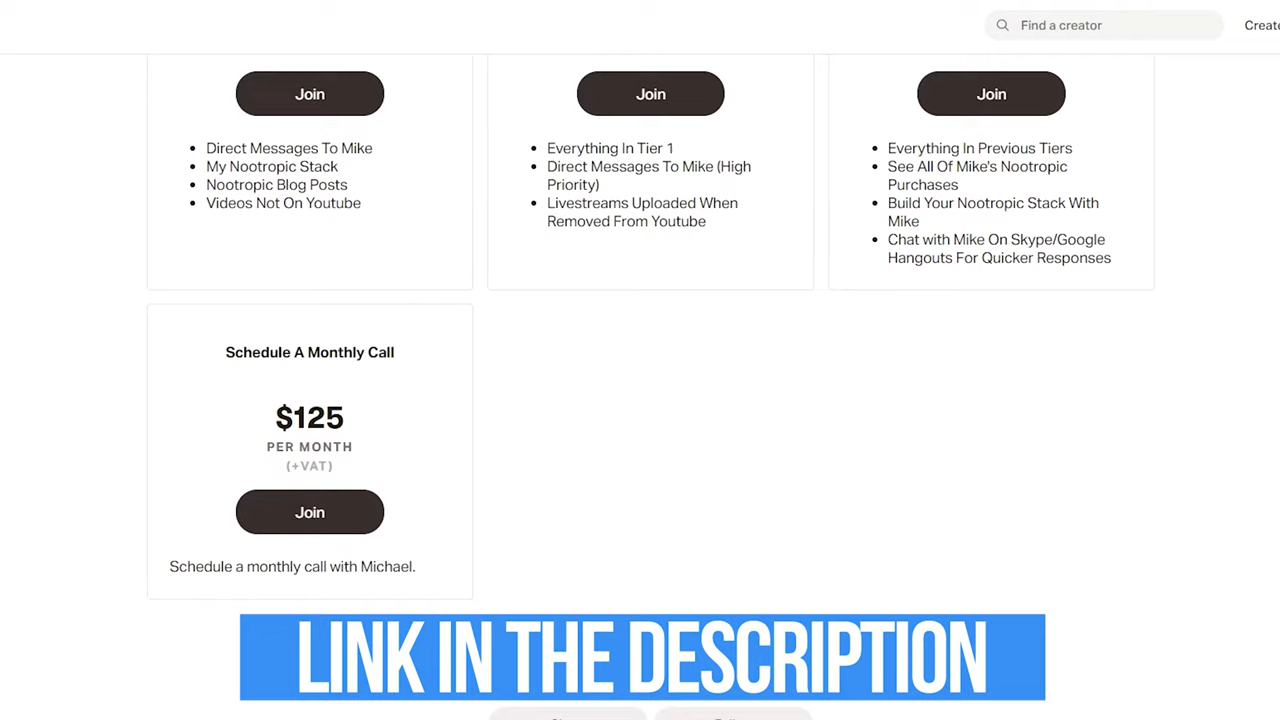 Find a creator
Create
Join
Join
Join
Direct Messages To Mike
My Nootropic Stack
Nootropic Blog Posts
Videos Not On Youtube
Everything In Tier 1
Direct Messages To Mike (High
Priority)
Livestreams Uploaded When
Removed From Youtube
Everything In Previous Tiers
See All Of Mike's Nootropic
Purchases
Build Your Nootropic Stack With
Mike
Chat with Mike On Skype/Google
Hangouts For Quicker Responses
Schedule A Monthly Call
$125
PER MONTH
(+VAT)
Join
Schedule a monthly call with Michael.
LINK IN THE DESCRIPTION